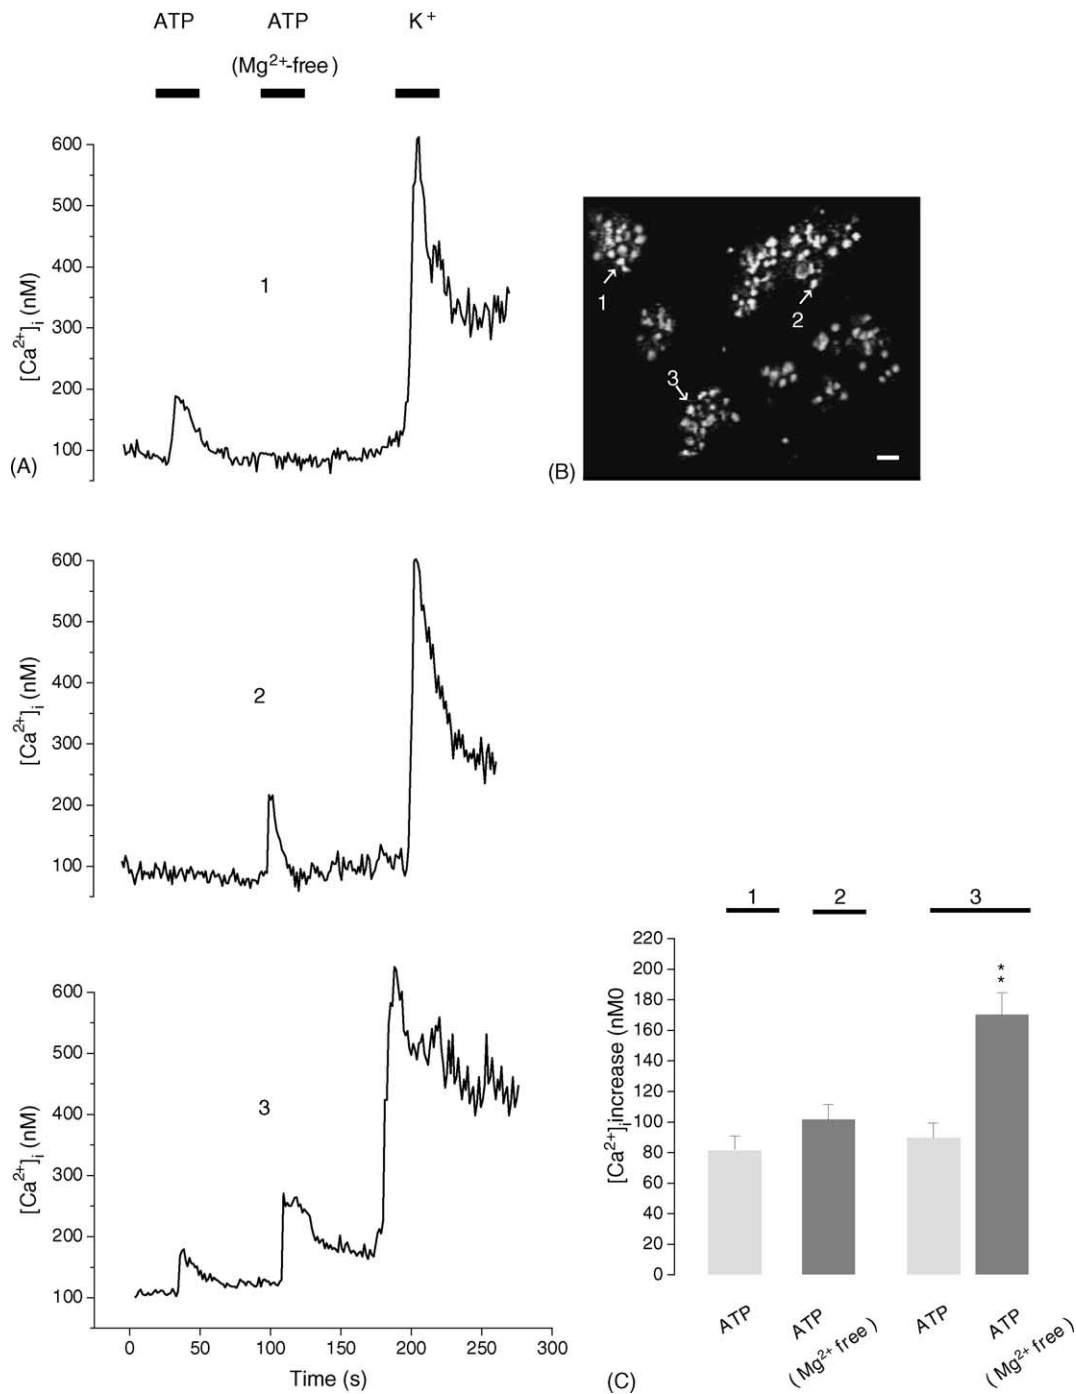 ATP ATP K+
(Mg2+-free)
600
500
400
300
200
100
[Ca2+]i (nM)
1
(A)
1
2
3
(B)
600
500
400
300
200
100
[Ca2+]i (nM)
2
600
500
400
300
200
100
[Ca2+]i (nM)
3
0 50 100 150 200 250 300
Time (s)
1 2 3
220
200
180
160
140
120
100
80
60
40
20
0
[Ca2+]i increase (nM0
**
ATP
ATP
(Mg2+ free)
ATP
ATP
(Mg2+ free)
(C)